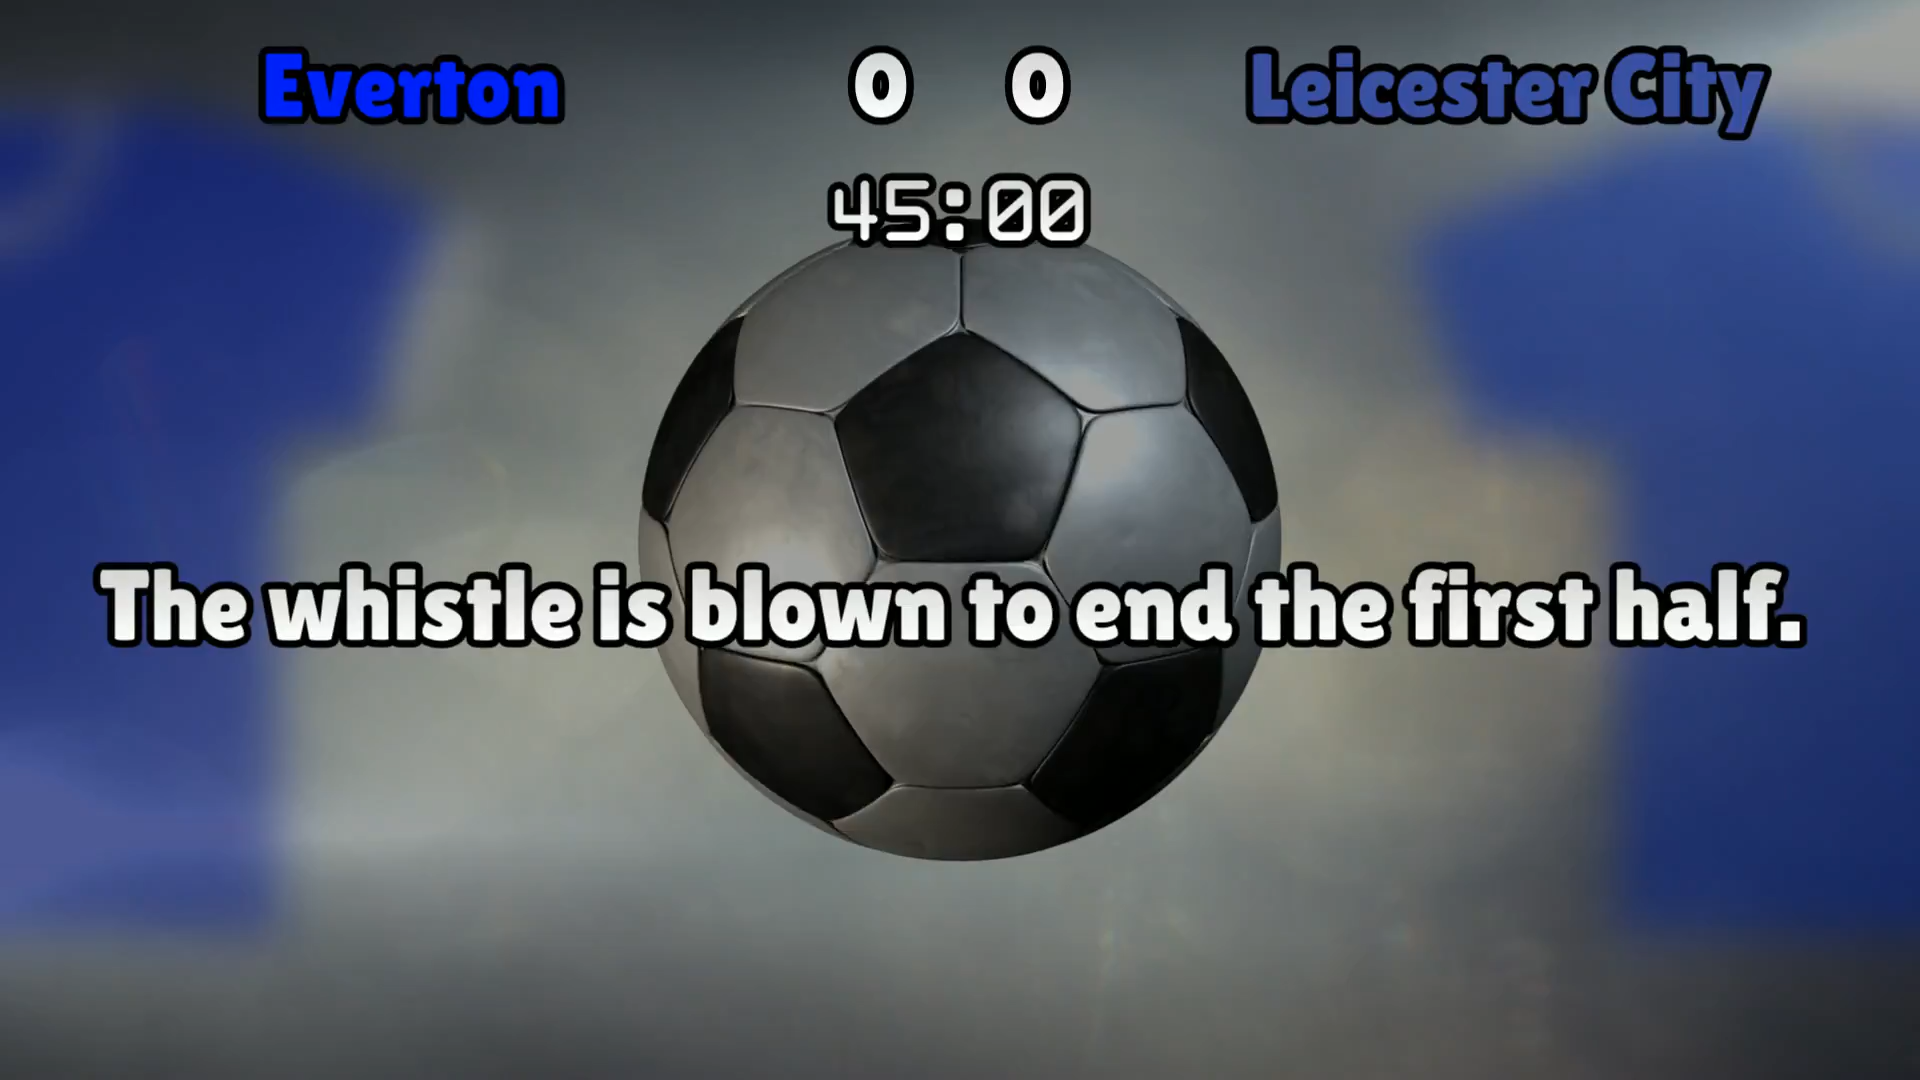 Everton 0 0 Leicester City
45:00
The whistle is blown to end the first half.